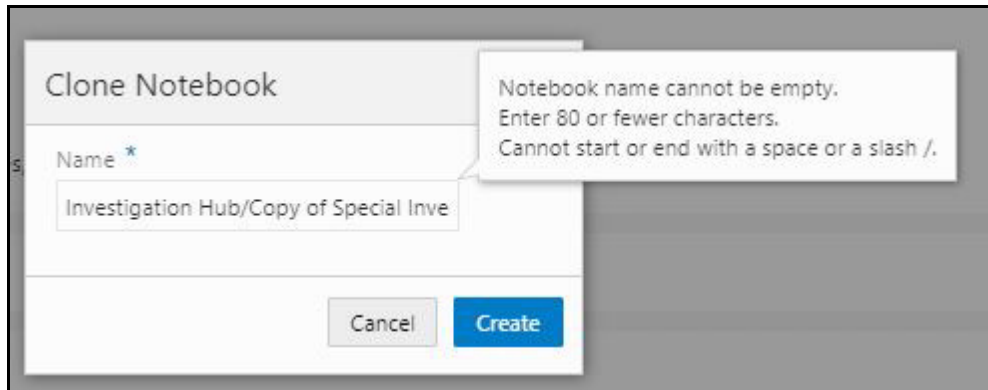 Clone Notebook
Notebook name cannot be empty.
Enter 80 or fewer characters.
Cannot start or end with a space or a slash /.
Name *
Investigation Hub/Copy of Special Inve
Cancel
Create